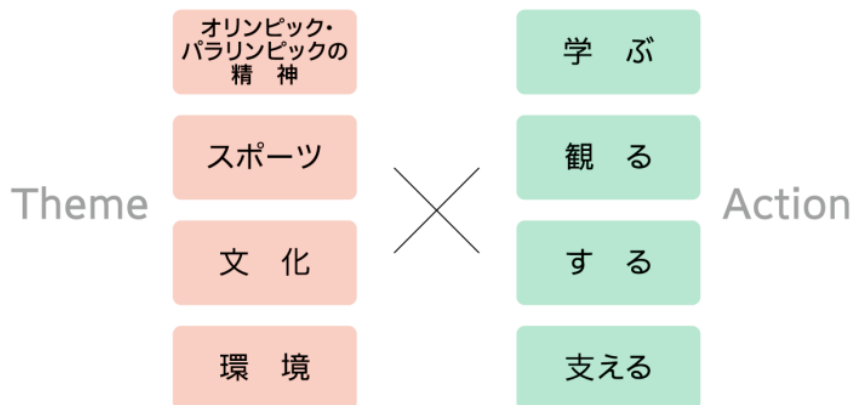 オリンピック・
パラリンピックの
精　神
スポーツ
文　化
環　境
Theme
学　ぶ
観　る
す　る
支える
Action